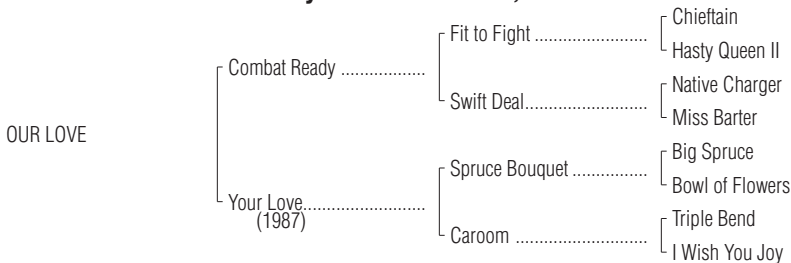 Chieftain
Fit to Fight ...................
Hasty Queen II
Combat Ready ..................
Native Charger
Swift Deal..........................
Miss Barter
OUR LOVE
Big Spruce
Spruce Bouquet ................
Bowl of Flowers
Your Love..........................
(1987)
Triple Bend
Caroom ............................
I Wish You Joy